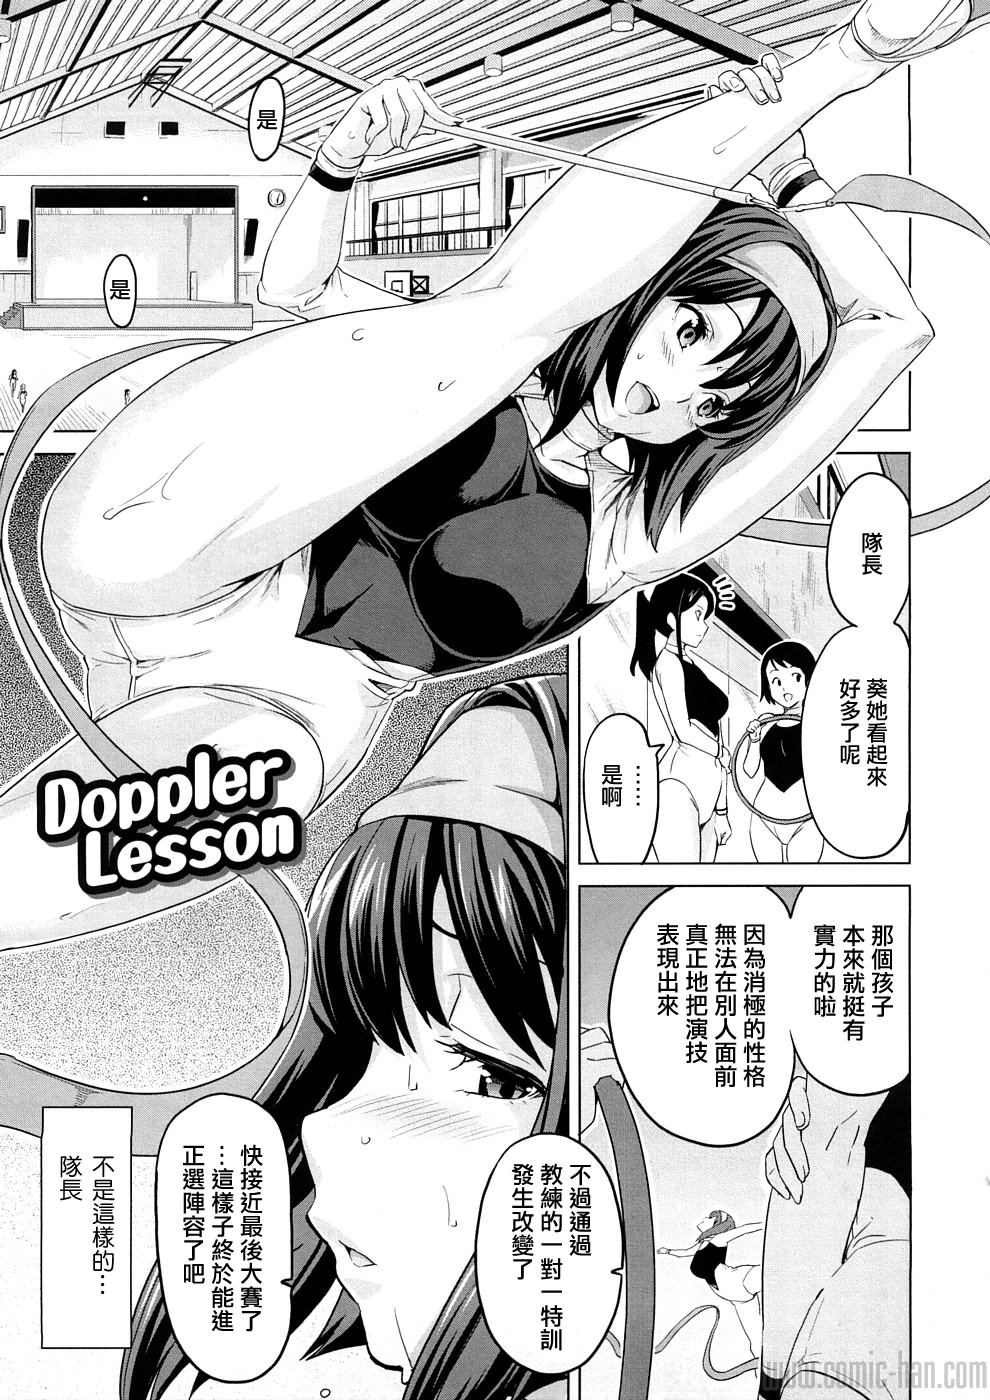 是
是
隊長
葵她看起來
好多了呢
……
是啊
那個孩子
本來就挺有
實力的啦
因為消極的性格
無法在別人面前
真正地把演技
表現出來
不過通過
教練的一對一特訓
發生改變了
快接近最後大賽了
…這樣子終於能進
正選陣容了吧
不是這樣的…
隊長
Doppler
Lesson
www.comic-han.com